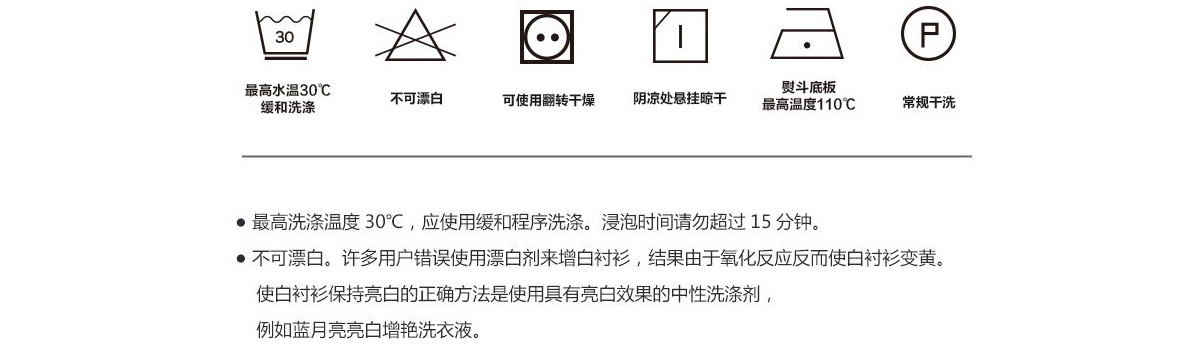 30
P
最高水温30℃
缓和洗涤
不可漂白
可使用翻转干燥
阴凉处悬挂晾干
熨斗底板
最高温度110℃
常规干洗
● 最高洗涤温度 30℃，应使用缓和程序洗涤。浸泡时间请勿超过 15 分钟。
● 不可漂白。许多用户错误使用漂白剂来增白衬衫，结果由于氧化反应反而使白衬衫变黄。
使白衬衫保持亮白的正确方法是使用具有亮白效果的中性洗涤剂，
例如蓝月亮亮白增艳洗衣液。